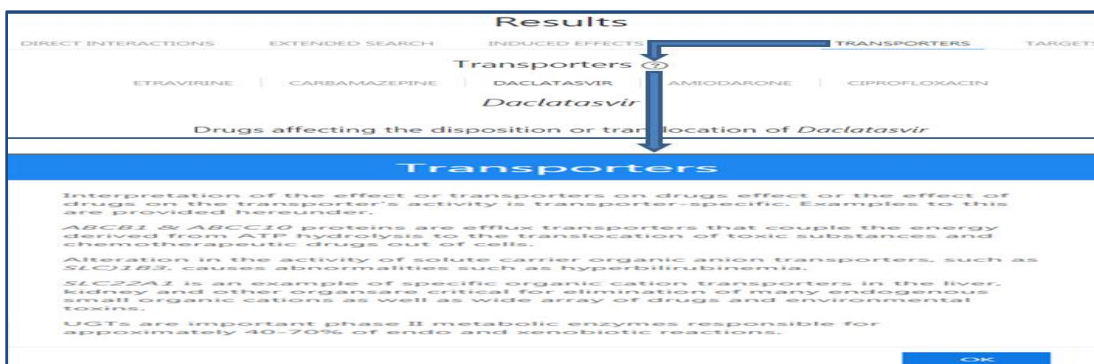 Results
DIRECT INTERACTIONS EXTENDED SEARCH INDUCED EFFECTS TRANSPORTERS TARGETS
Transporters ?
ETRAVIRINE CARBAMAZEPINE DACLATASVIR AMIODARONE CIPROFLOXACIN
Daclatasvir
Drugs affecting the disposition or translocation of Daclatasvir
Transporters
Interpretation of the effect or transporters on drugs effect or the effect of
drugs on the transporter's activity is transporter-specific. Examples to this
are provided hereunder.
ABCB1 & ABCC10 proteins are efflux transporters that couple the energy
derived from ATP hydrolysis to the translocation of toxic substances and
chemotherapeutic drugs out of cells.
Alteration in the activity of solute carrier organic anion transporters, such as
SLC)1B3, causes abnormalities such as hyperbilirubinemia.
SLC22A1 is an example of specific organic cation transporters in the liver,
kidney and other organsare critical for elimination of many endogenous
small organic cations as well as wide array of drugs and environmental
toxins.
UGTs are important phase II metabolic enzymes responsible for
appoximately 40-70% of endo and xenobiotic reactions.
OK